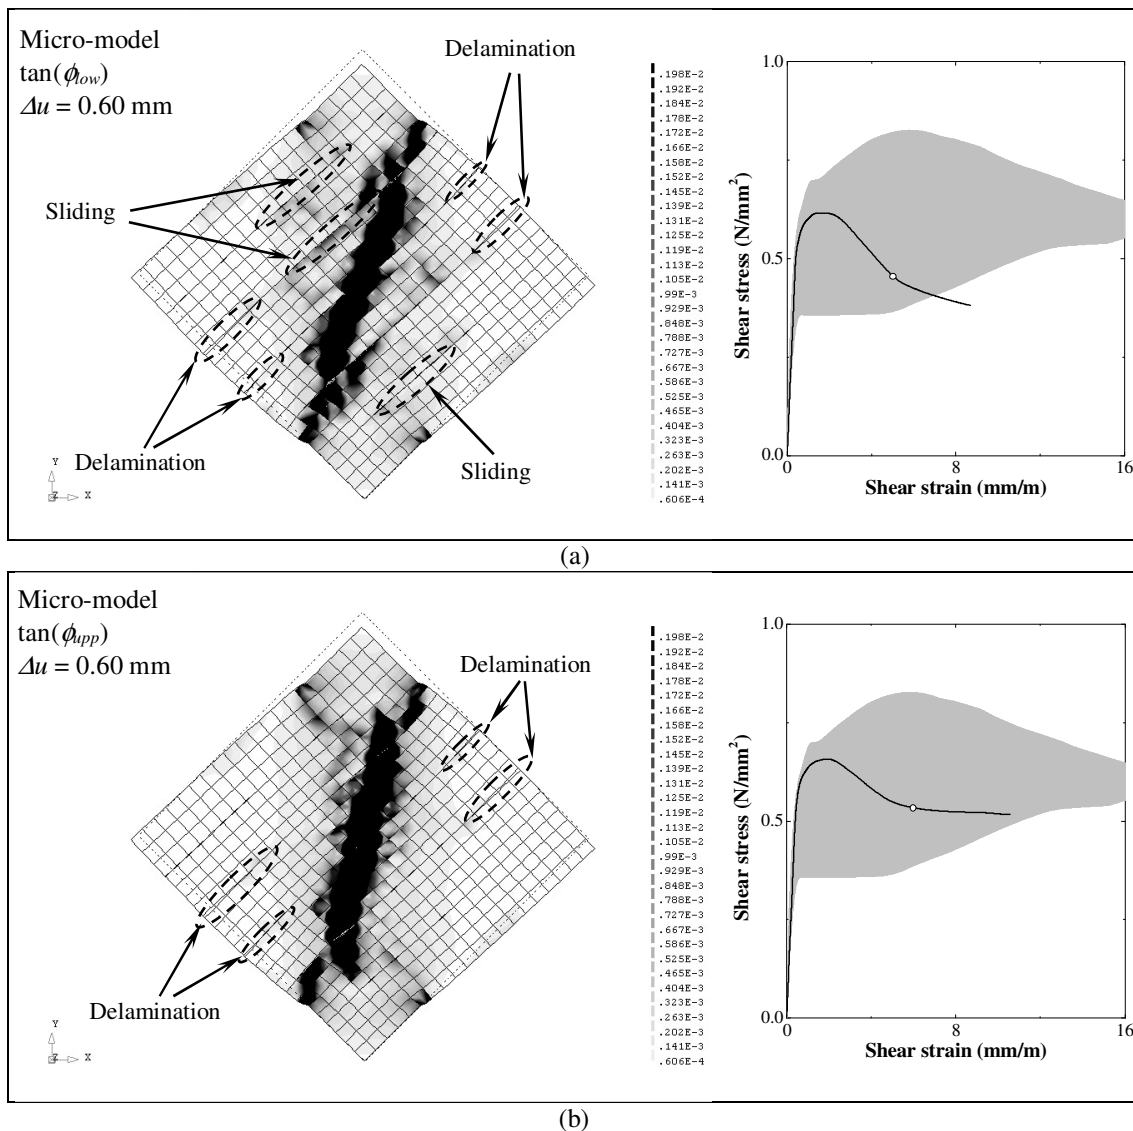 Micro-model
tan(ϕlow)
Δu = 0.60 mm
Delamination
Sliding
Delamination
Sliding
Y
Z X
.198E-2
.192E-2
.184E-2
.178E-2
.172E-2
.166E-2
.158E-2
.152E-2
.145E-2
.139E-2
.131E-2
.125E-2
.119E-2
.113E-2
.105E-2
.99E-3
.929E-3
.848E-3
.788E-3
.727E-3
.667E-3
.586E-3
.525E-3
.465E-3
.404E-3
.323E-3
.263E-3
.202E-3
.141E-3
.606E-4
1.0
0.5
0.0
Shear stress (N/mm²)
0 8 16
Shear strain (mm/m)
(a)
Micro-model
tan(ϕupp)
Δu = 0.60 mm
Delamination
Delamination
Y
Z X
.198E-2
.192E-2
.184E-2
.178E-2
.172E-2
.166E-2
.158E-2
.152E-2
.145E-2
.139E-2
.131E-2
.125E-2
.119E-2
.113E-2
.105E-2
.99E-3
.929E-3
.848E-3
.788E-3
.727E-3
.667E-3
.586E-3
.525E-3
.465E-3
.404E-3
.323E-3
.263E-3
.202E-3
.141E-3
.606E-4
1.0
0.5
0.0
Shear stress (N/mm²)
0 8 16
Shear strain (mm/m)
(b)